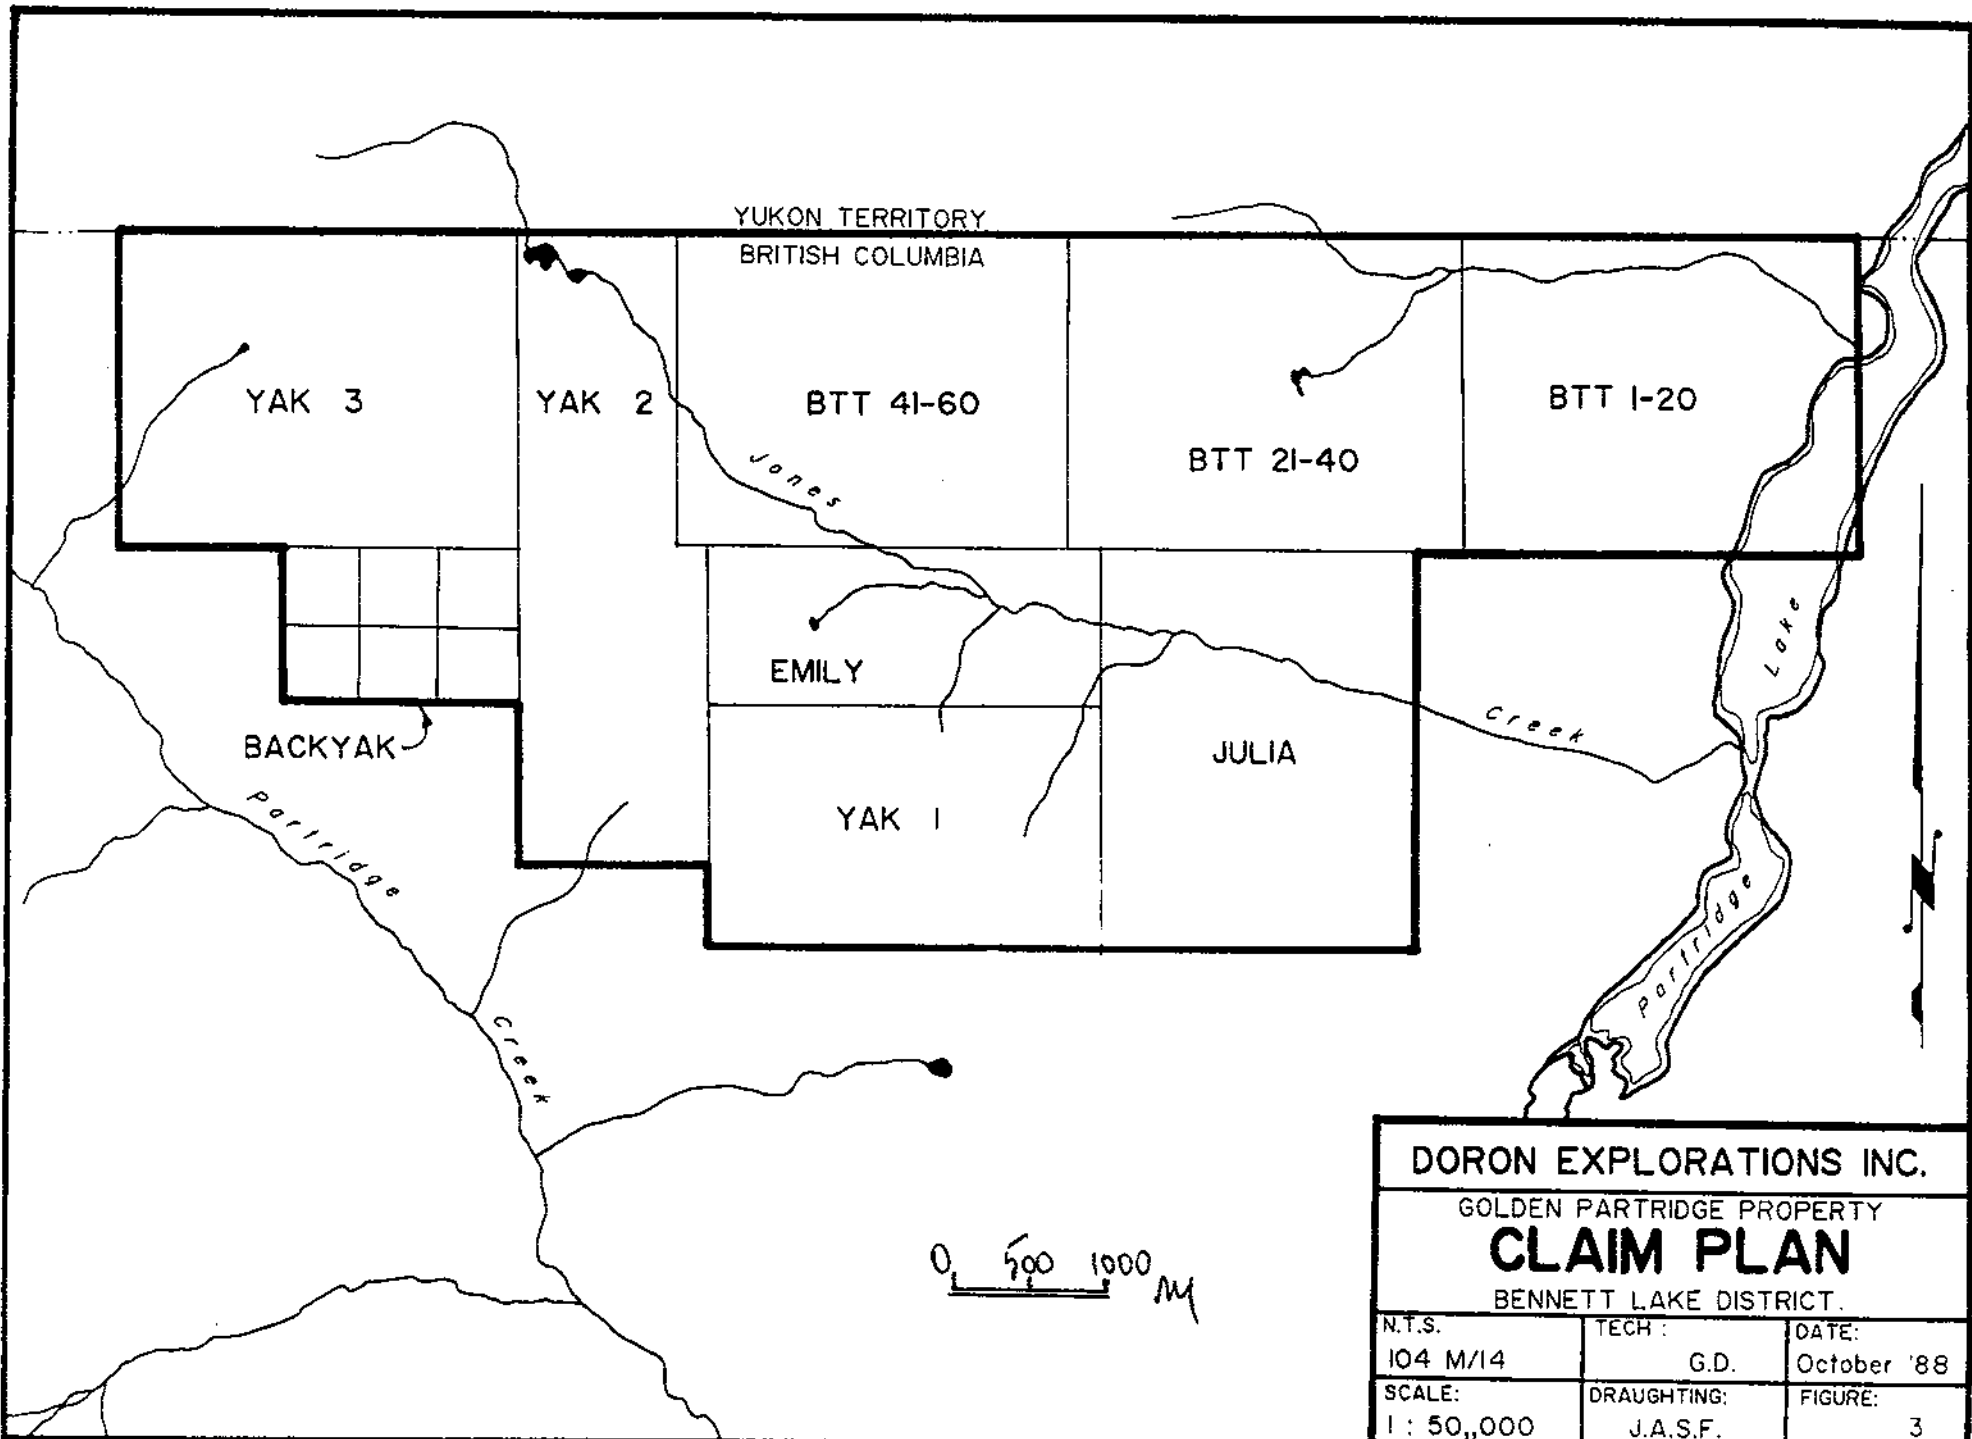 YUKON TERRITORY
BRITISH COLUMBIA
YAK 3
YAK 2
BTT 41-60
BTT 21-40
BTT 1-20
Jones
Creek
EMILY
JULIA
YAK 1
BACKYAK
Partridge
Creek
Lake
Partridge
0 500 1000 M
DORON EXPLORATIONS INC.
GOLDEN PARTRIDGE PROPERTY
CLAIM PLAN
BENNETT LAKE DISTRICT.
N.T.S.
104 M/14
TECH :
G.D.
DATE:
October '88
SCALE:
1 : 50,,000
DRAUGHTING:
J.A.S.F.
FIGURE:
3